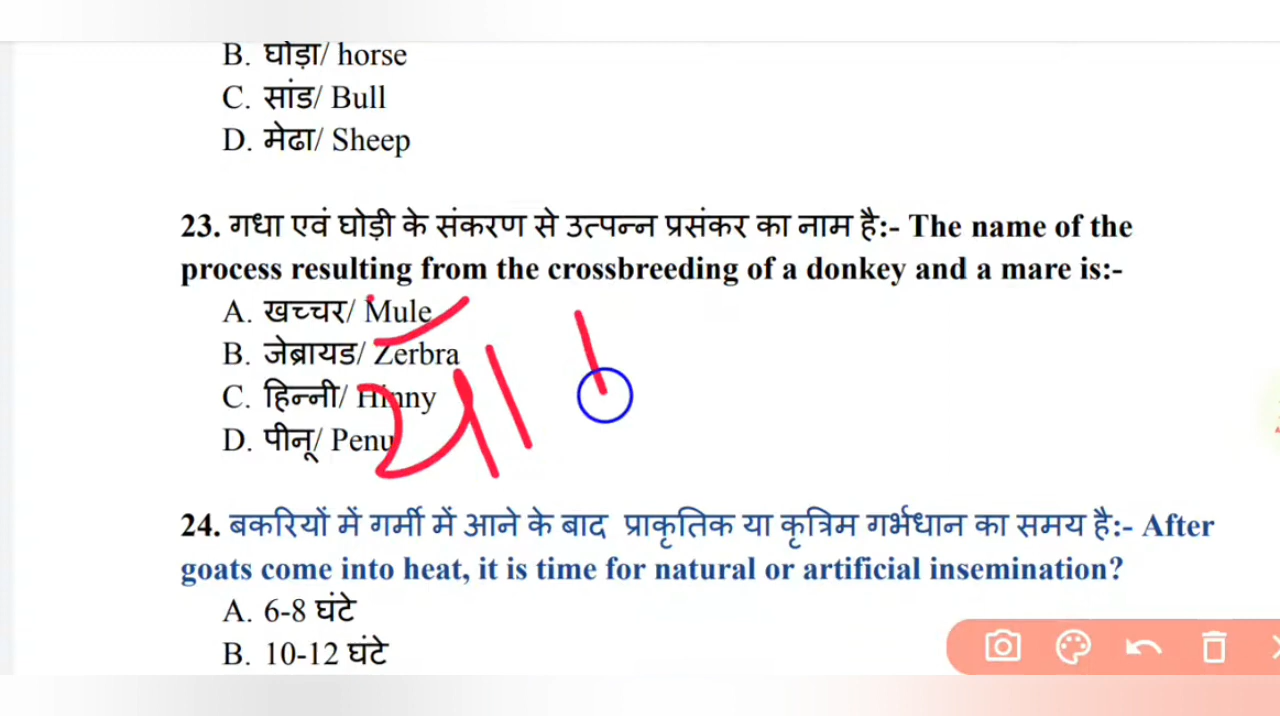 B. घोड़ा/ horse
C. सांड/ Bull
D. मेढा/ Sheep
23. गधा एवं घोड़ी के संकरण से उत्पन्न प्रसंकर का नाम है:- The name of the
process resulting from the crossbreeding of a donkey and a mare is:-
A. खच्चर/ Mule
B. जेब्रायड/ Zerbra
C. हिन्नी/ Hinny
D. पीनू/ Penu
24. बकरियों में गर्मी में आने के बाद प्राकृतिक या कृत्रिम गर्भधान का समय है:- After
goats come into heat, it is time for natural or artificial insemination?
A. 6-8 घंटे
B. 10-12 घंटे